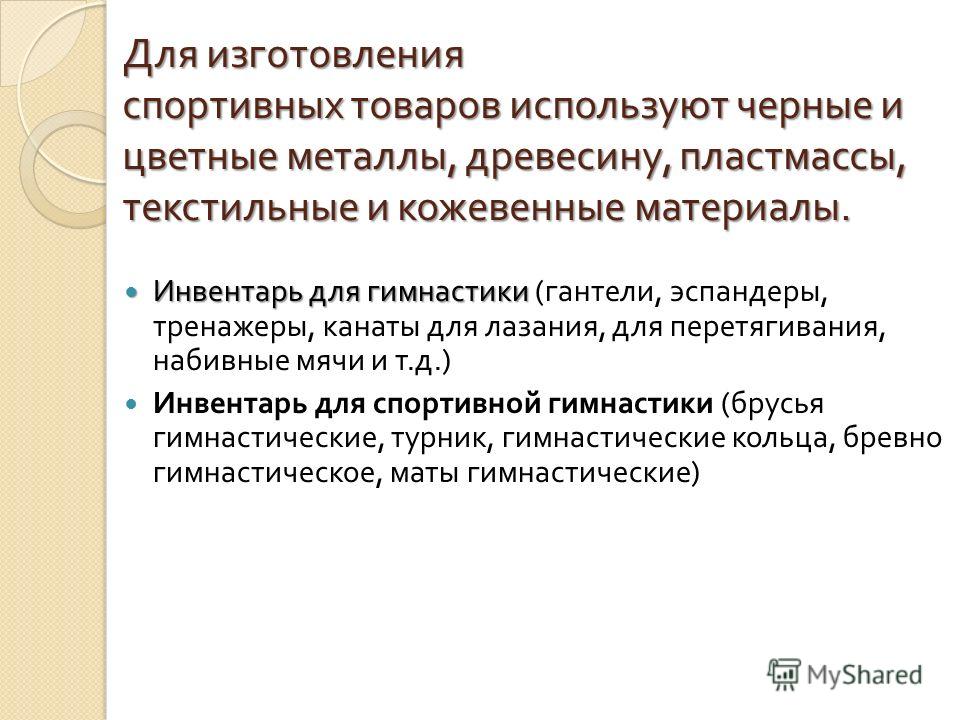 Для изготовления
спортивных товаров используют черные и
цветные металлы, древесину, пластмассы,
текстильные и кожевенные материалы.
Инвентарь для гимнастики (гантели, эспандеры,
тренажеры, канаты для лазания, для перетягивания,
набивные мячи и т.д.)
Инвентарь для спортивной гимнастики (брусья
гимнастические, турник, гимнастические кольца, бревно
гимнастическое, маты гимнастические)
MyShared